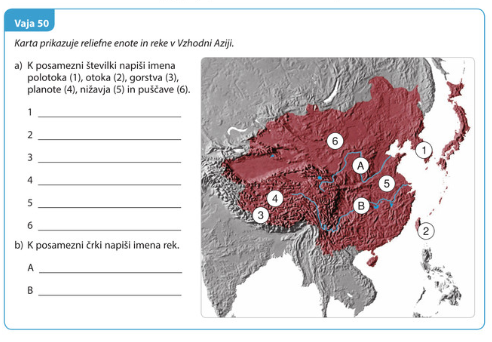 Vaja 50
Karta prikazuje reliefne enote in reke v Vzhodni Aziji.
a) K posamezni številki napiši imena
polotoka (1), otoka (2), gorstva (3),
planote (4), nižavja (5) in puščave (6).
1
2
3
4
5
6
b) K posamezni črki napiši imena rek.
A
B
6
1
A
5
4
B
3
2